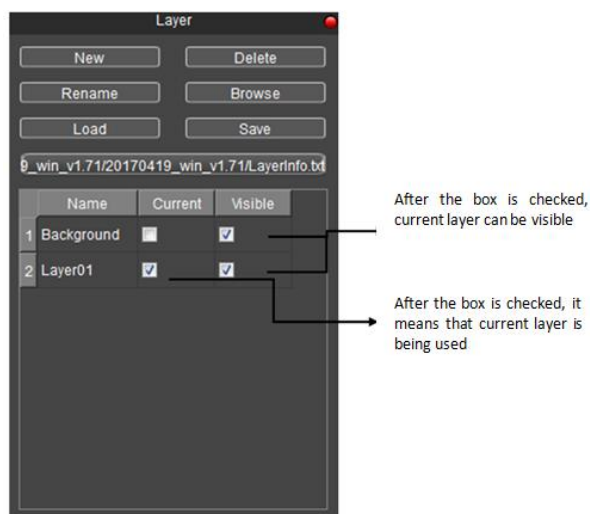 Layer
New Delete
Rename Browse
Load Save
9_win_v1.71/20170419_win_v1.71/LayerInfo.txt
Name Current Visible
1 Background
2 Layer01
After the box is checked,
current layer can be visible
After the box is checked, it
means that current layer is
being used